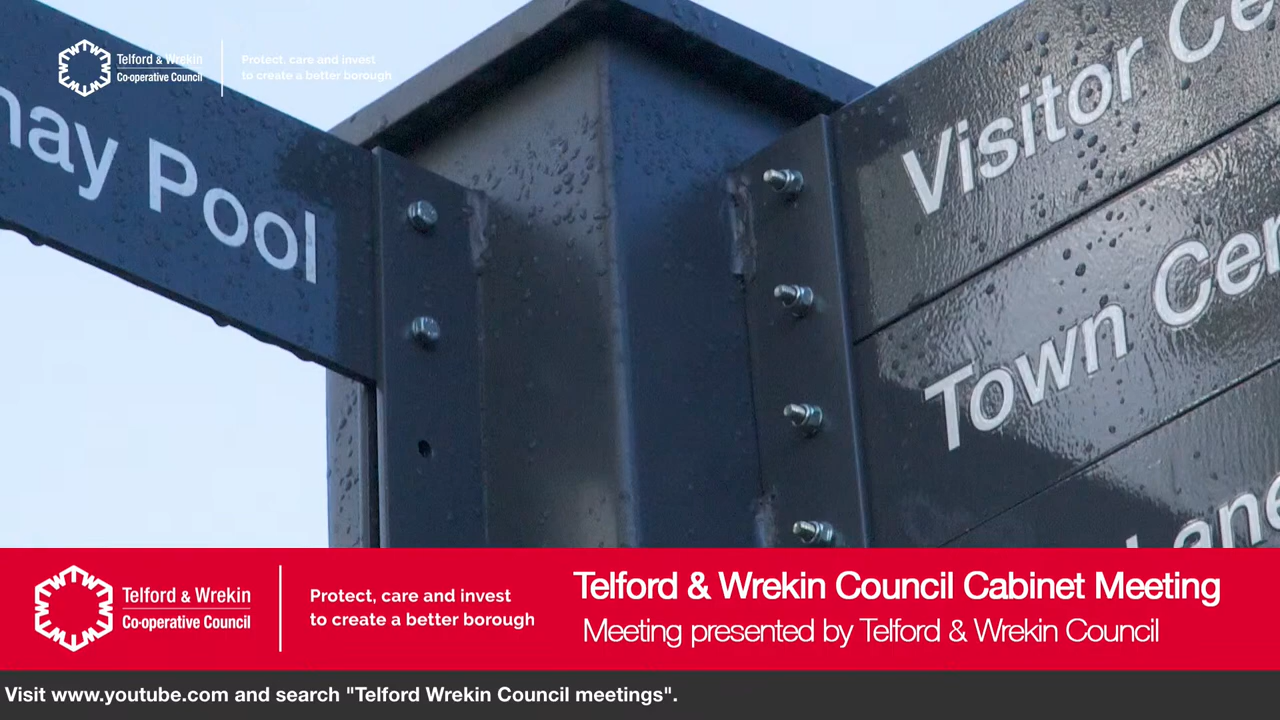 Telford & Wrekin
Co-operative Council
Protect, care and invest
to create a better borough
nay Pool
Visitor Ce
Town Cen
Land
Telford & Wrekin
Co-operative Council
Protect, care and invest
to create a better borough
Telford & Wrekin Council Cabinet Meeting
Meeting presented by Telford & Wrekin Council
Visit www.youtube.com and search "Telford Wrekin Council meetings".